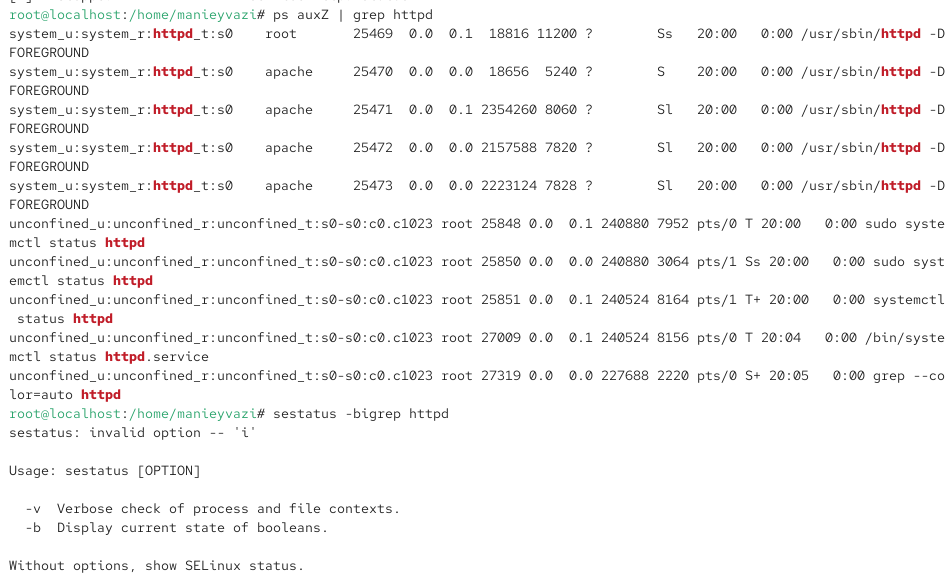 root@localhost:/home/manieyvazi# ps auxZ | grep httpd
system_u:system_r:httpd_t:s0    root       25469  0.0  0.1  18816 11200 ?        Ss   20:00   0:00 /usr/sbin/httpd -D
FOREGROUND
system_u:system_r:httpd_t:s0    apache     25470  0.0  0.0  18656  5240 ?        S    20:00   0:00 /usr/sbin/httpd -D
FOREGROUND
system_u:system_r:httpd_t:s0    apache     25471  0.0  0.1 2354260 8060 ?        Sl   20:00   0:00 /usr/sbin/httpd -D
FOREGROUND
system_u:system_r:httpd_t:s0    apache     25472  0.0  0.0 2157588 7820 ?        Sl   20:00   0:00 /usr/sbin/httpd -D
FOREGROUND
system_u:system_r:httpd_t:s0    apache     25473  0.0  0.0 2223124 7828 ?        Sl   20:00   0:00 /usr/sbin/httpd -D
FOREGROUND
unconfined_u:unconfined_r:unconfined_t:s0-s0:c0.c1023 root 25848 0.0  0.1 240880 7952 pts/0 T 20:00   0:00 sudo syste
mctl status httpd
unconfined_u:unconfined_r:unconfined_t:s0-s0:c0.c1023 root 25850 0.0  0.0 240880 3064 pts/1 Ss 20:00   0:00 sudo syst
emctl status httpd
unconfined_u:unconfined_r:unconfined_t:s0-s0:c0.c1023 root 25851 0.0  0.1 240524 8164 pts/1 T+ 20:00   0:00 systemctl
 status httpd
unconfined_u:unconfined_r:unconfined_t:s0-s0:c0.c1023 root 27009 0.0  0.1 240524 8156 pts/0 T 20:04   0:00 /bin/syste
mctl status httpd.service
unconfined_u:unconfined_r:unconfined_t:s0-s0:c0.c1023 root 27319 0.0  0.0 227688 2220 pts/0 S+ 20:05   0:00 grep --co
lor=auto httpd
root@localhost:/home/manieyvazi# sestatus -bigrep httpd
sestatus: invalid option -- 'i'

Usage: sestatus [OPTION]

  -v  Verbose check of process and file contexts.
  -b  Display current state of booleans.

Without options, show SELinux status.